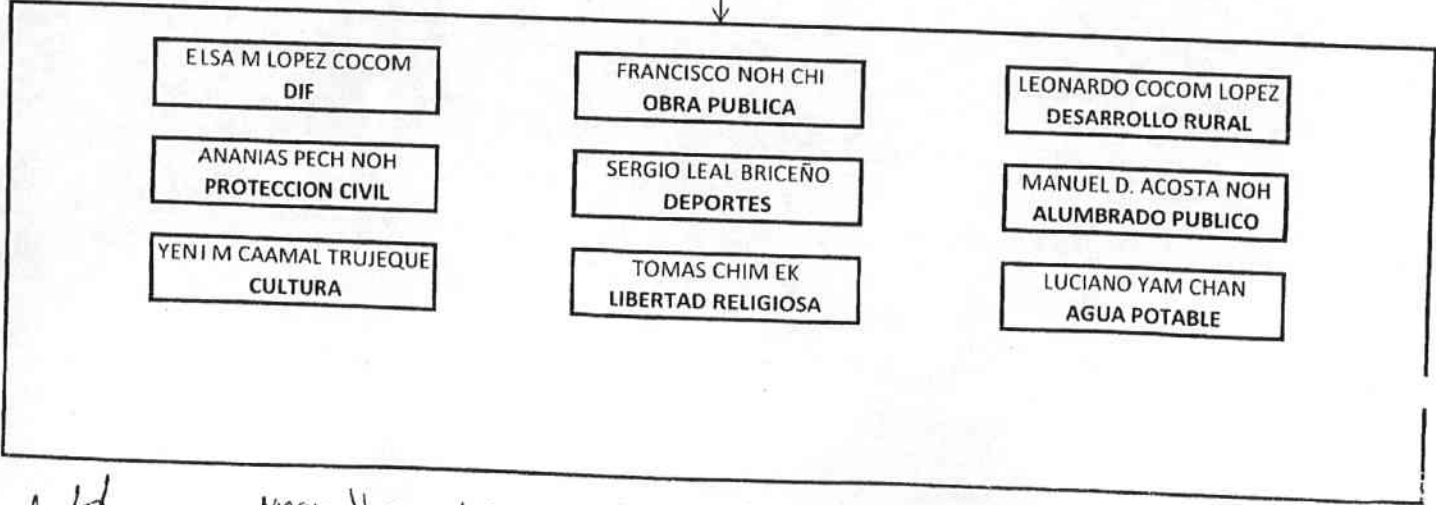 ELSA M LOPEZ COCOM
DIF
FRANCISCO NOH CHI
OBRA PUBLICA
LEONARDO COCOM LOPEZ
DESARROLLO RURAL
ANANIAS PECH NOH
PROTECCION CIVIL
SERGIO LEAL BRICEÑO
DEPORTES
MANUEL D. ACOSTA NOH
ALUMBRADO PUBLICO
YENI M CAAMAL TRUJEQUE
CULTURA
TOMAS CHIM EK
LIBERTAD RELIGIOSA
LUCIANO YAM CHAN
AGUA POTABLE